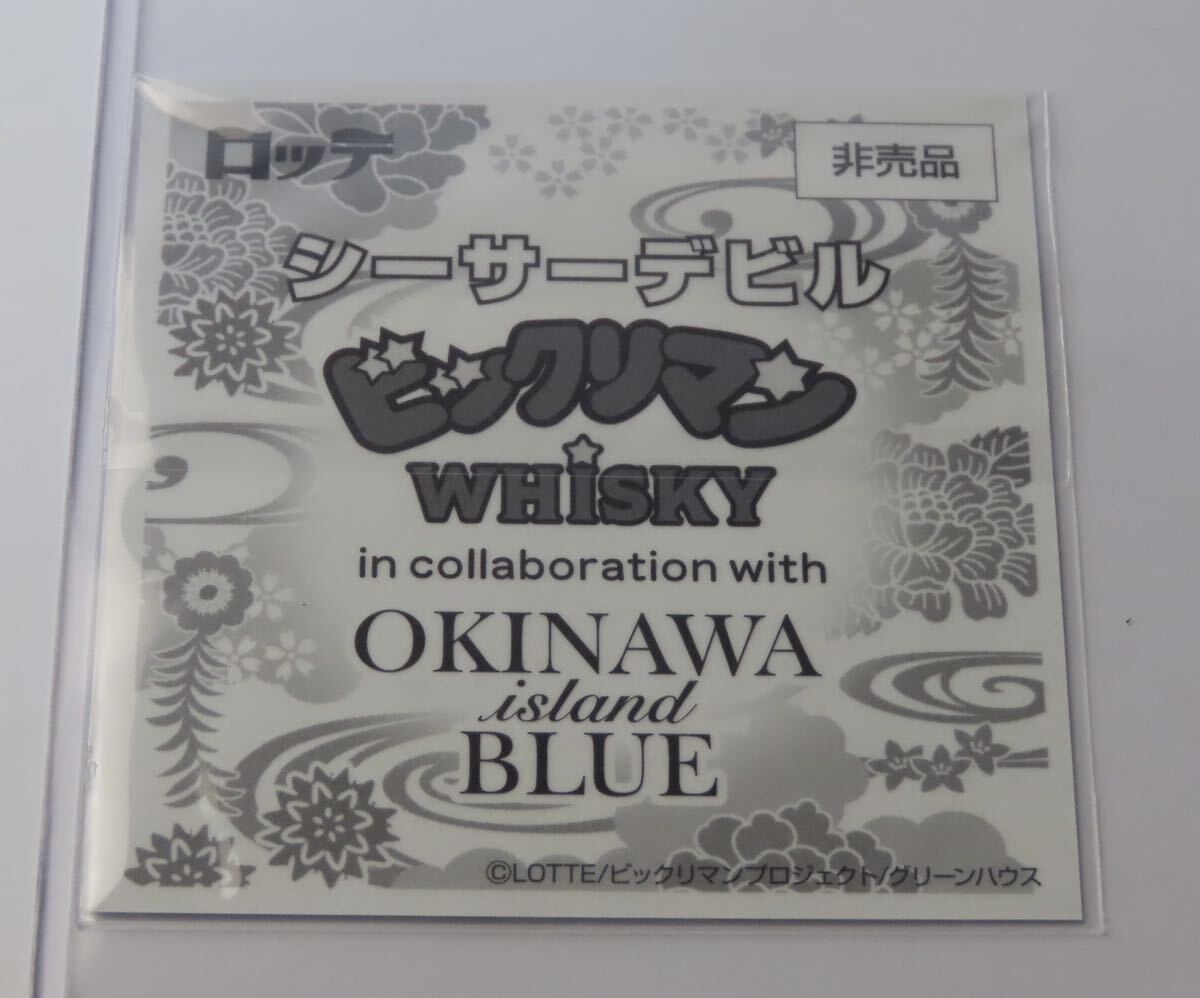 ロッテ
非売品
シーサーデビル
ビックリマン
WHiSKY
in collaboration with
OKINAWA
island
BLUE
©LOTTE/ビックリマンプロジェクト/グリーンハウス